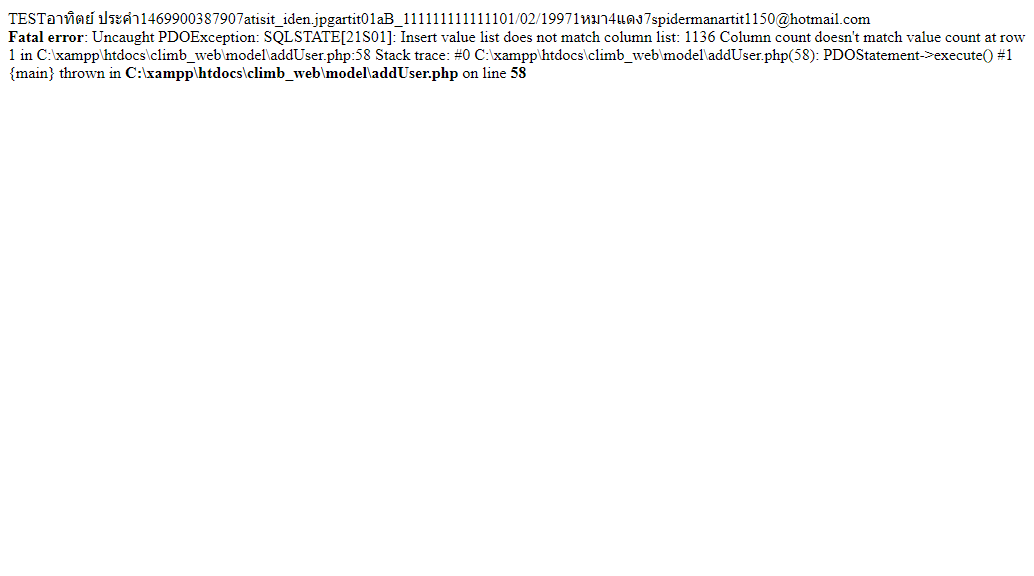 TESTอาทิตย์ ประคำ1469900387907atisit_iden.jpgartit01aB_111111111111101/02/19971หมา4แดง7spidermanartit1150@hotmail.com
Fatal error: Uncaught PDOException: SQLSTATE[21S01]: Insert value list does not match column list: 1136 Column count doesn't match value count at row
1 in C:\xampp\htdocs\climb_web\model\addUser.php:58 Stack trace: #0 C:\xampp\htdocs\climb_web\model\addUser.php(58): PDOStatement->execute() #1
{main} thrown in C:\xampp\htdocs\climb_web\model\addUser.php on line 58